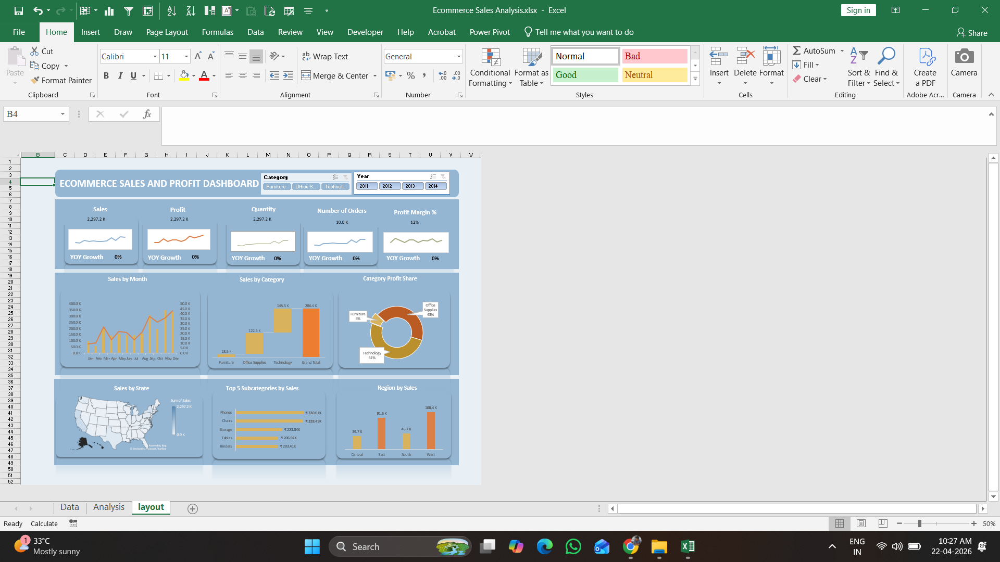 Ecommerce Sales Analysis.xlsx - Excel
Sign in
File Home Insert Draw Page Layout Formulas Data Review View Developer Help Acrobat Power Pivot Tell me what you want to do Share
Paste
Cut
Copy
Format Painter
Clipboard
Calibri 11
B I U
Font
Wrap Text
Merge & Center
Alignment
General
Number
Conditional Formatting
Format as Table
Normal Bad
Good Neutral
Styles
Insert Delete Format
Cells
AutoSum
Fill
Clear
Sort & Filter
Find & Select
Editing
Create a PDF
Adobe Acr...
Camera
Camera
B4
fx
B C D E F G H I J K L M N O P Q R S T U V W
1
2
3
4
5
6
7
8
9
10
11
12
13
14
15
16
17
18
19
20
21
22
23
24
25
26
27
28
29
30
31
32
33
34
35
36
37
38
39
40
41
42
43
44
45
46
47
48
49
50
51
52
ECOMMERCE SALES AND PROFIT DASHBOARD
Category
Furniture Office S... Technol...
Year
2011 2012 2013 2014
Sales
2,297.2 K
YOY Growth 0%
Profit
2,297.2 K
YOY Growth 0%
Quantity
2,297.2 K
YOY Growth 0%
Number of Orders
10.0 K
YOY Growth 0%
Profit Margin %
12%
YOY Growth 0%
Sales by Month
400.0 K
350.0 K
300.0 K
250.0 K
200.0 K
150.0 K
100.0 K
50.0 K
0.0 K
50.0 K
45.0 K
40.0 K
35.0 K
30.0 K
25.0 K
20.0 K
15.0 K
10.0 K
5.0 K
0.0 K
Jan Feb Mar Apr May Jun Jul Aug Sep Oct Nov Dec
Sales by Category
18.5 K
122.5 K
145.5 K
286.4 K
Furniture Office Supplies Technology Grand Total
Category Profit Share
Furniture
6%
Office
Supplies
43%
Technology
51%
Sales by State
Sum of Sales
2,297.2 K
0.9 K
Powered by Bing
Top 5 Subcategories by Sales
Phones ₹ 330.01K
Chairs ₹ 328.45K
Storage ₹ 223.84K
Tables ₹ 206.97K
Binders ₹ 203.41K
Region by Sales
39.7 K
91.5 K
46.7 K
108.4 K
Central East South West
Data Analysis layout
Ready Calculate
50%
1
33°C
Mostly sunny
Search
ENG
IN
10:27 AM
22-04-2026